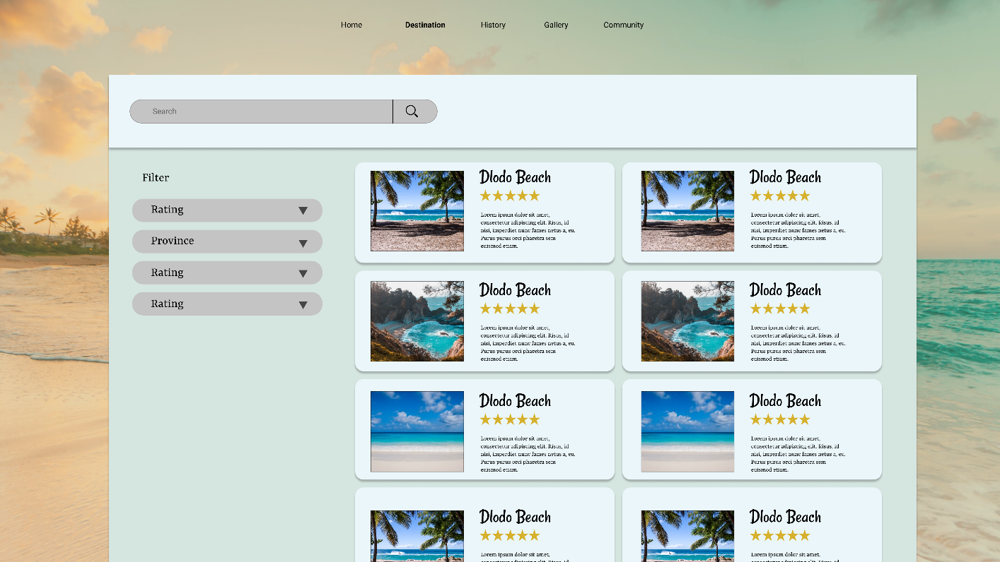 Home
Destination
History
Gallery
Community
Search
Filter
Rating
Province
Rating
Rating
Dlodo Beach
Lorem ipsum dolor sit amet,
consectetur adipiscing elit. Risus, id
nisi, imperdiet nunc fames netus a, eu.
Purus purus orci pharetra sem
euismod etiam.
Dlodo Beach
Lorem ipsum dolor sit amet,
consectetur adipiscing elit. Risus, id
nisi, imperdiet nunc fames netus a, eu.
Purus purus orci pharetra sem
euismod etiam.
Dlodo Beach
Lorem ipsum dolor sit amet,
consectetur adipiscing elit. Risus, id
nisi, imperdiet nunc fames netus a, eu.
Purus purus orci pharetra sem
euismod etiam.
Dlodo Beach
Lorem ipsum dolor sit amet,
consectetur adipiscing elit. Risus, id
nisi, imperdiet nunc fames netus a, eu.
Purus purus orci pharetra sem
euismod etiam.
Dlodo Beach
Lorem ipsum dolor sit amet,
consectetur adipiscing elit. Risus, id
nisi, imperdiet nunc fames netus a, eu.
Purus purus orci pharetra sem
euismod etiam.
Dlodo Beach
Lorem ipsum dolor sit amet,
consectetur adipiscing elit. Risus, id
nisi, imperdiet nunc fames netus a, eu.
Purus purus orci pharetra sem
euismod etiam.
Dlodo Beach
Lorem ipsum dolor sit amet,
Dlodo Beach
Lorem ipsum dolor sit amet,